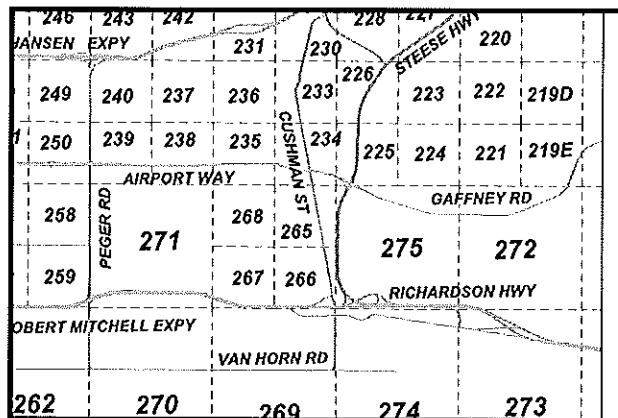 246 243 242 228 227
HANSEN EXPY 231 230 STEESE HWY 220
226
249 240 237 236 233 223 222 219D
CUSHMAN ST
250 239 238 235 234 225 224 221 219E
AIRPORT WAY
GAFFNEY RD
258 PEGER RD 271 268 265 275 272
259 267 266
RICHARDSON HWY
OBERT MITCHELL EXPY
VAN HORN RD
262 270 269 274 273